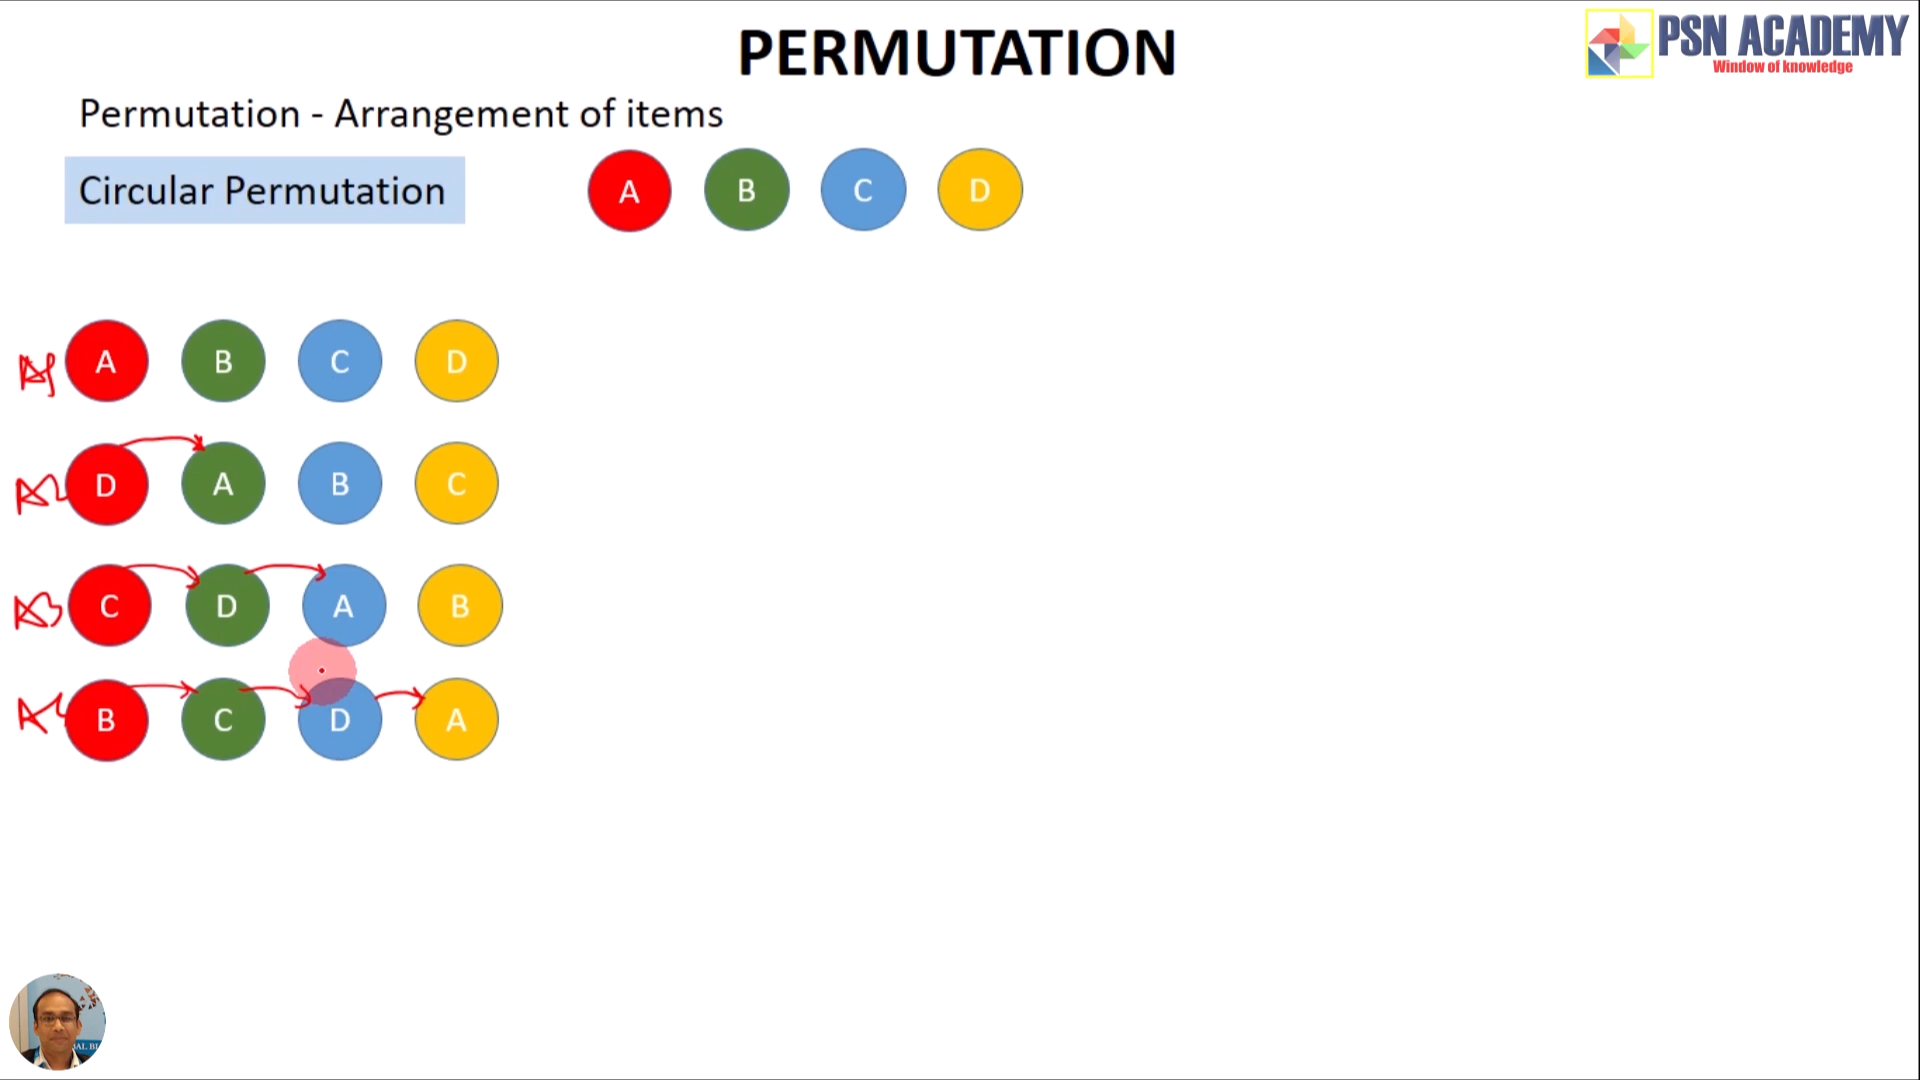 PERMUTATION
PSN ACADEMY
Window of knowledge
Permutation - Arrangement of items
Circular Permutation
A B C D
A B C D
D A B C
C D A B
B C D A